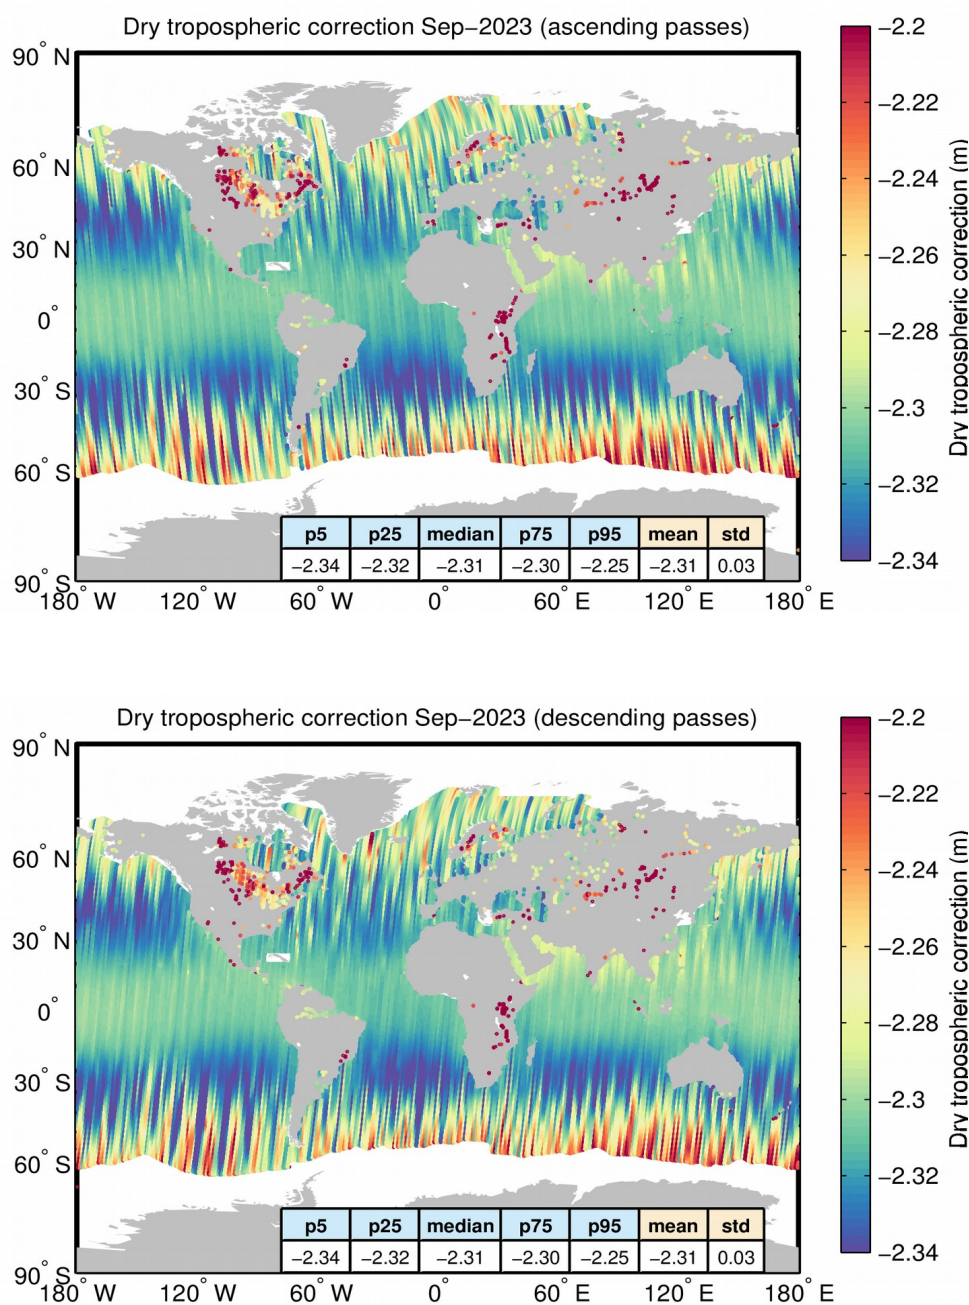 Dry tropospheric correction Sep−2023 (ascending passes)
90° N
60° N
30° N
0°
30° S
60° S
90° S
180° W 120° W 60° W 0° 60° E 120° E 180° E
p5 p25 median p75 p95 mean std
−2.34 −2.32 −2.31 −2.30 −2.25 −2.31 0.03
−2.2
−2.22
−2.24
−2.26
−2.28
−2.3
−2.32
−2.34
Dry tropospheric correction (m)
Dry tropospheric correction Sep−2023 (descending passes)
90° N
60° N
30° N
0°
30° S
60° S
90° S
180° W 120° W 60° W 0° 60° E 120° E 180° E
p5 p25 median p75 p95 mean std
−2.34 −2.32 −2.31 −2.30 −2.25 −2.31 0.03
−2.2
−2.22
−2.24
−2.26
−2.28
−2.3
−2.32
−2.34
Dry tropospheric correction (m)